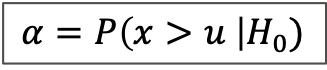 α = P(x > u |H₀)